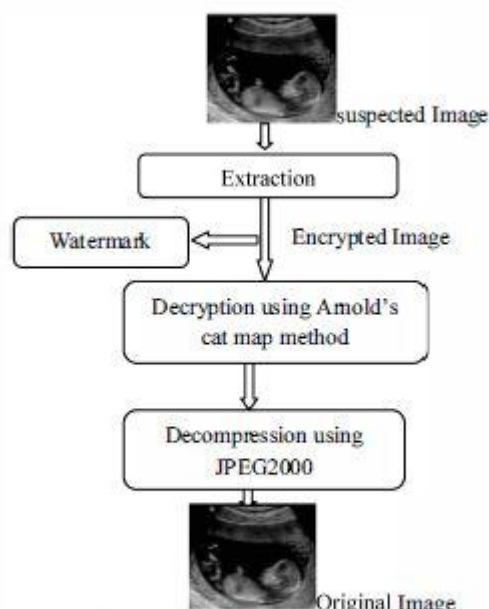 suspected Image
Extraction
Watermark
Encrypted Image
Decryption using Arnold's
cat map method
Decompression using
JPEG2000
Original Image